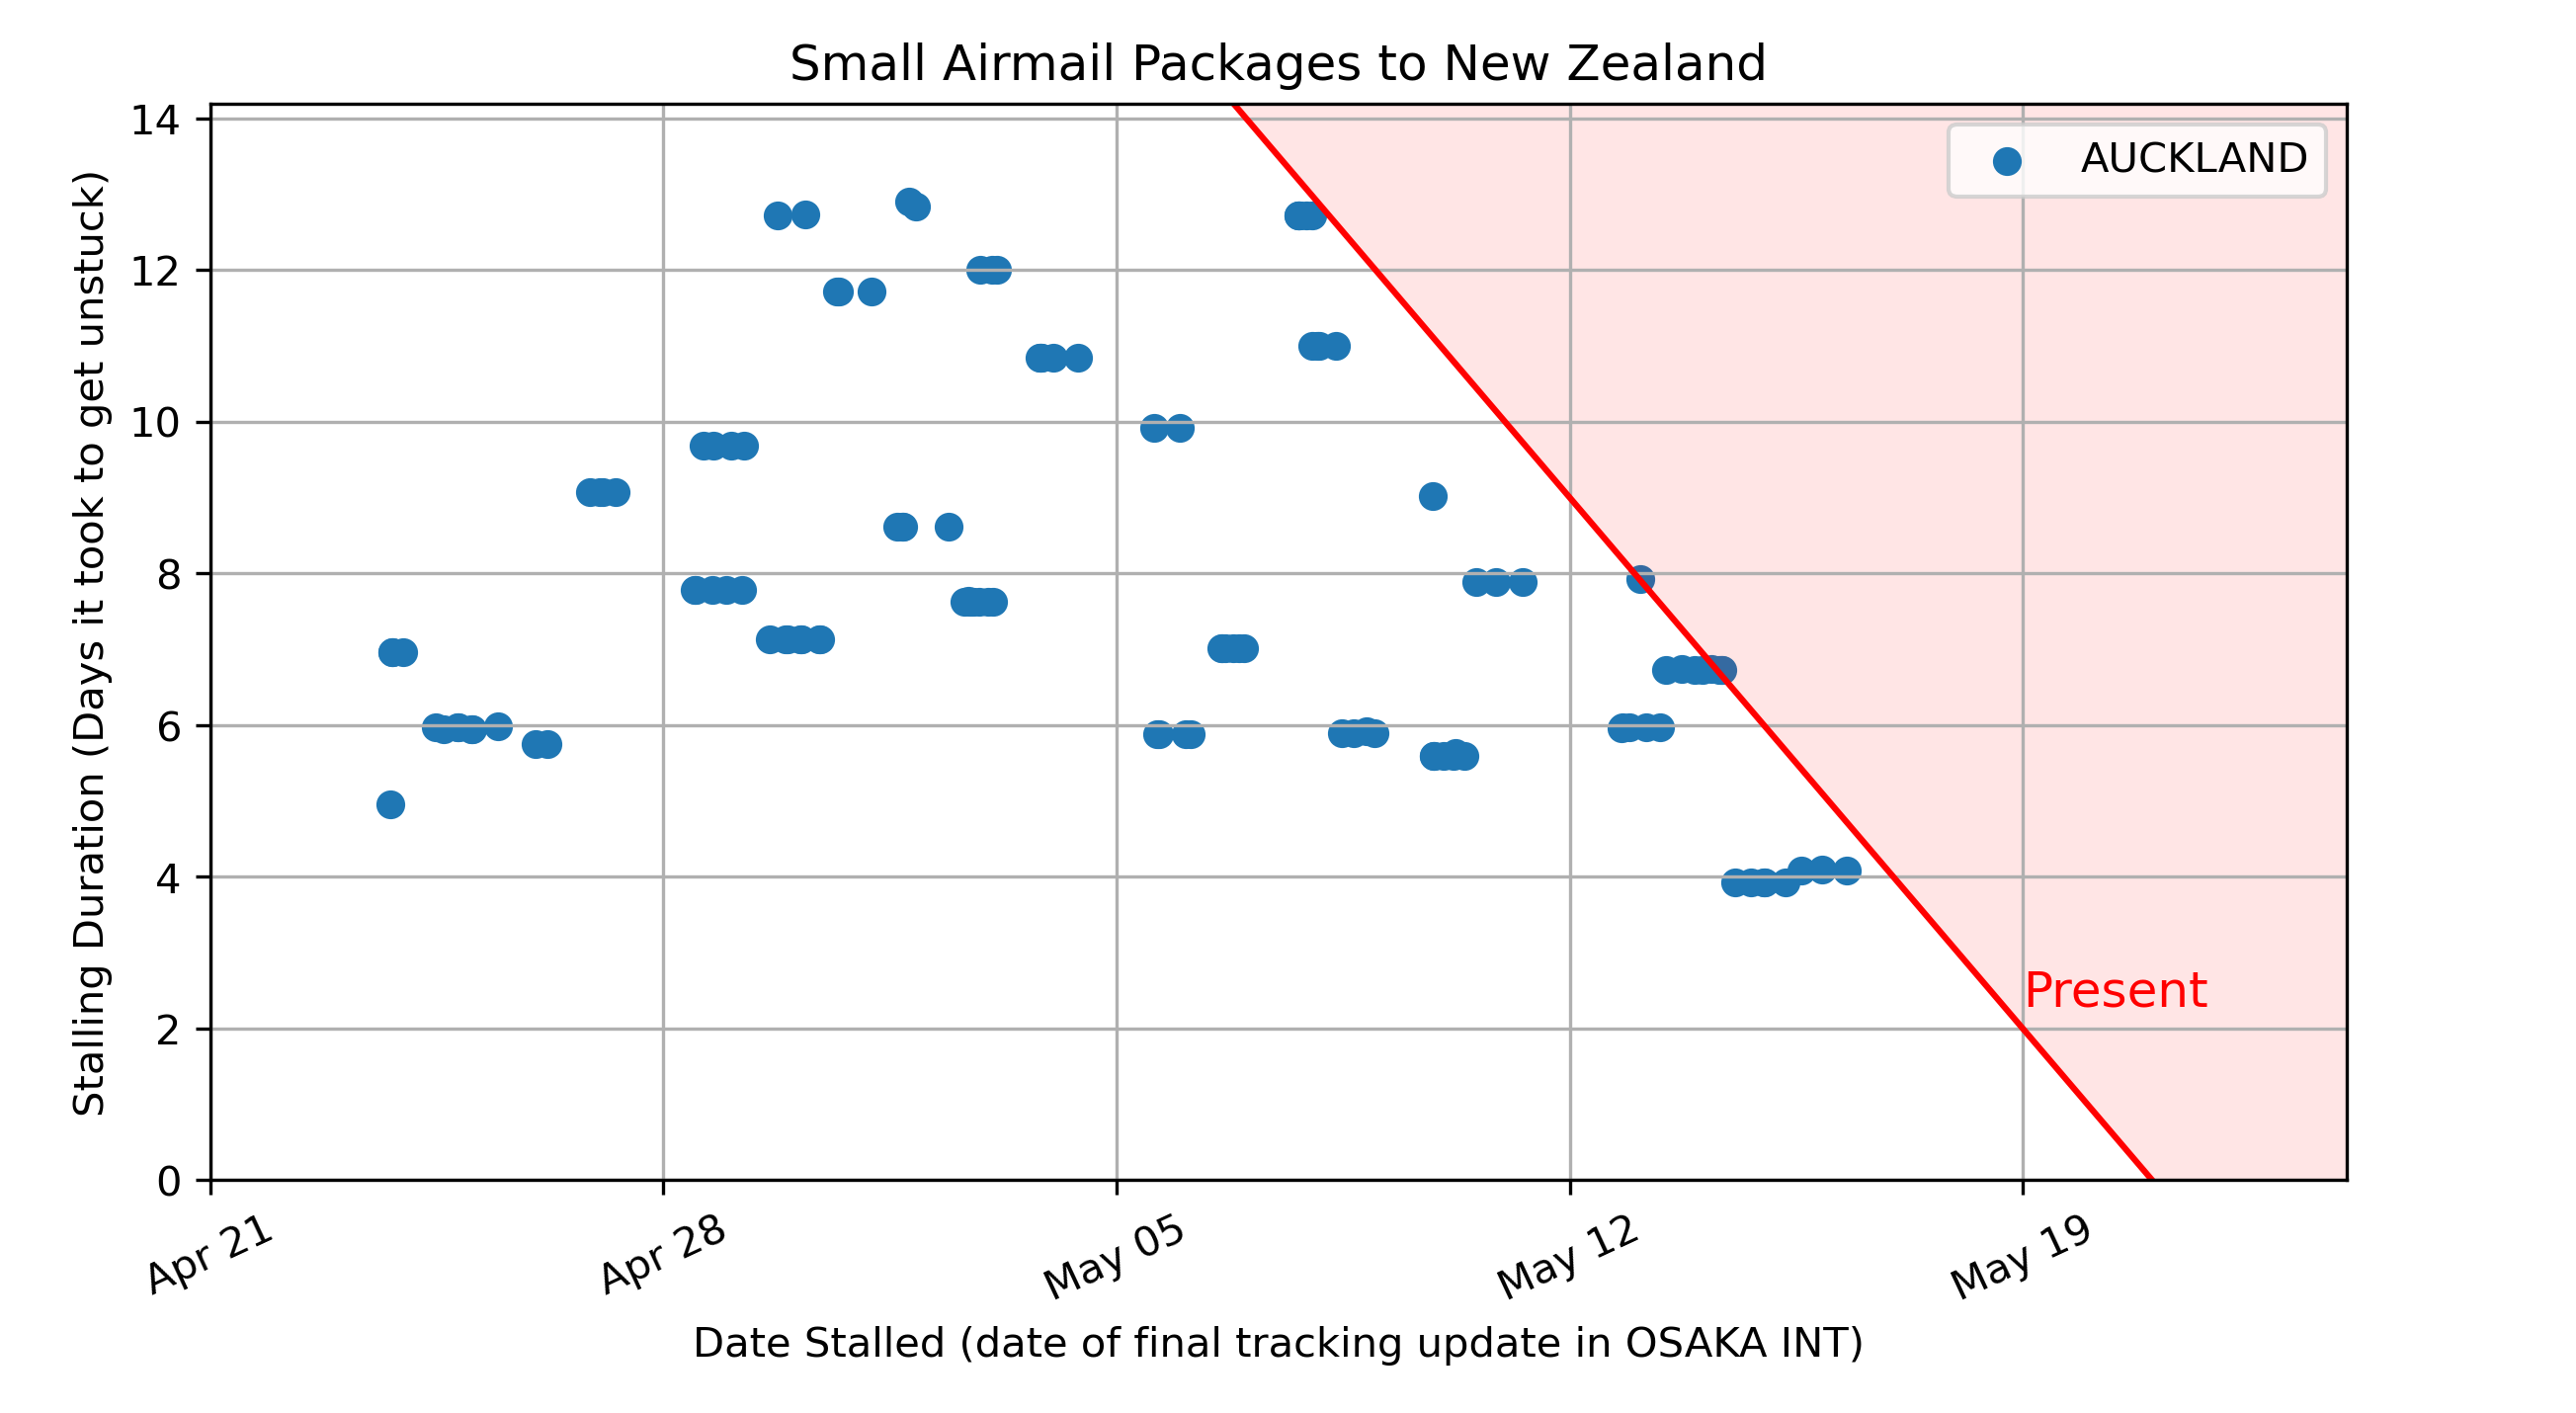 Small Airmail Packages to New Zealand
Stalling Duration (Days it took to get unstuck)
14
12
10
8
6
4
2
0
AUCKLAND
Present
Apr 21
Apr 28
May 05
May 12
May 19
Date Stalled (date of final tracking update in OSAKA INT)